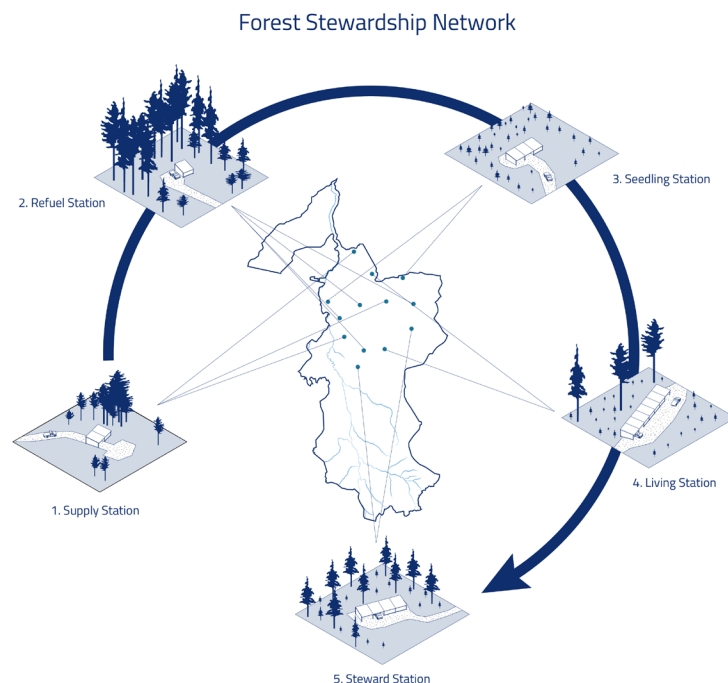 Forest Stewardship Network
2. Refuel Station
3. Seedling Station
4. Living Station
1. Supply Station
5. Steward Station